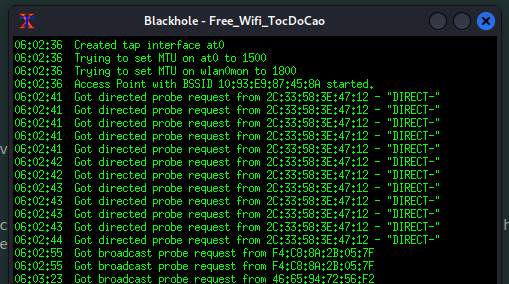 Blackhole - Free_Wifi_TocDoCao
06:02:36 Created tap interface at0
06:02:36 Trying to set MTU on at0 to 1500
06:02:36 Trying to set MTU on wlan0mon to 1800
06:02:36 Access Point with BSSID 10:93:E9:87:45:8A started.
06:02:41 Got directed probe request from 2C:33:58:3E:47:12 - "DIRECT-"
06:02:41 Got directed probe request from 2C:33:58:3E:47:12 - "DIRECT-"
06:02:41 Got directed probe request from 2C:33:58:3E:47:12 - "DIRECT-"
06:02:41 Got directed probe request from 2C:33:58:3E:47:12 - "DIRECT-"
06:02:41 Got directed probe request from 2C:33:58:3E:47:12 - "DIRECT-"
06:02:42 Got directed probe request from 2C:33:58:3E:47:12 - "DIRECT-"
06:02:42 Got directed probe request from 2C:33:58:3E:47:12 - "DIRECT-"
06:02:43 Got directed probe request from 2C:33:58:3E:47:12 - "DIRECT-"
06:02:43 Got directed probe request from 2C:33:58:3E:47:12 - "DIRECT-"
06:02:43 Got directed probe request from 2C:33:58:3E:47:12 - "DIRECT-"
06:02:43 Got directed probe request from 2C:33:58:3E:47:12 - "DIRECT-"
06:02:44 Got directed probe request from 2C:33:58:3E:47:12 - "DIRECT-"
06:02:55 Got broadcast probe request from F4:C8:8A:2B:05:7F
06:02:55 Got broadcast probe request from F4:C8:8A:2B:05:7F
06:03:23 Got broadcast probe request from 46:65:94:72:56:F2